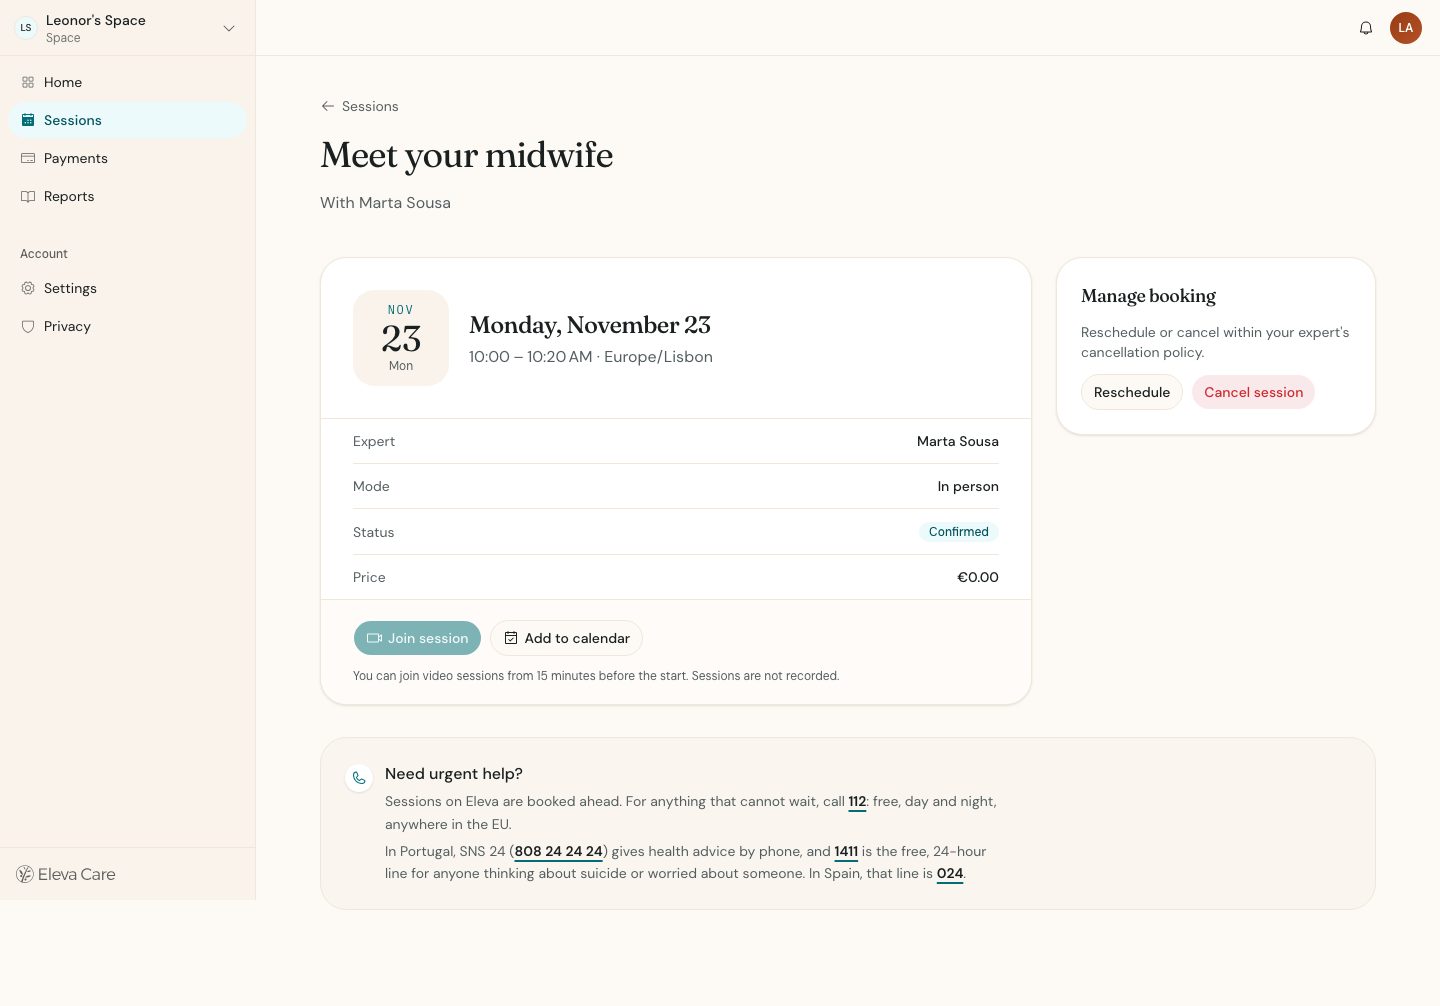 LS
Leonor's Space
Space
LA
Home
Sessions
Payments
Reports
Account
Settings
Privacy
Eleva Care
Sessions
Meet your midwife
With Marta Sousa
NOV
23
Mon
Monday, November 23
10:00 – 10:20 AM · Europe/Lisbon
Expert
Marta Sousa
Mode
In person
Status
Confirmed
Price
€0.00
Join session
Add to calendar
You can join video sessions from 15 minutes before the start. Sessions are not recorded.
Manage booking
Reschedule or cancel within your expert's
cancellation policy.
Reschedule
Cancel session
Need urgent help?
Sessions on Eleva are booked ahead. For anything that cannot wait, call 112: free, day and night,
anywhere in the EU.
In Portugal, SNS 24 (808 24 24 24) gives health advice by phone, and 1411 is the free, 24-hour
line for anyone thinking about suicide or worried about someone. In Spain, that line is 024.